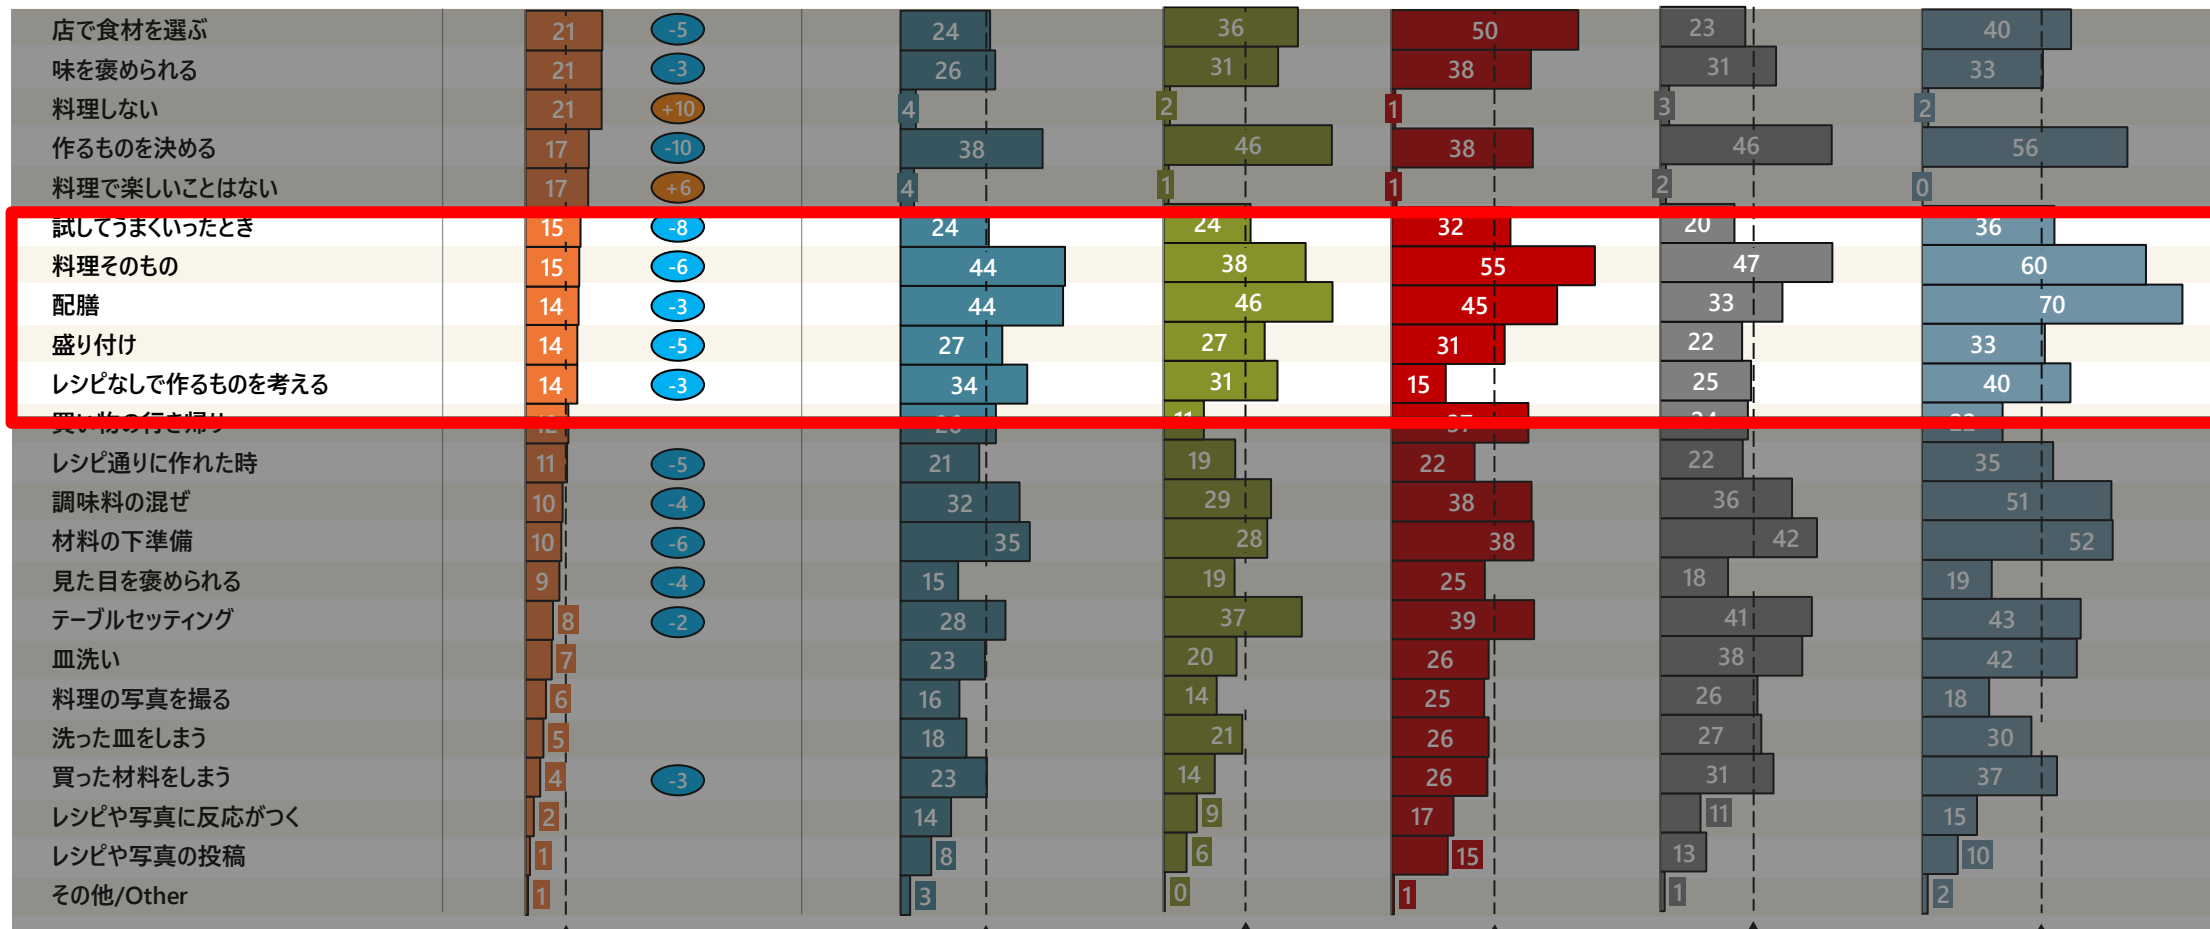 店で食材を選ぶ 21 -5 24 36 50 23 40
味を褒められる 21 -3 26 31 38 31 33
料理しない 21 +10 4 2 1 3 2
作るものを決める 17 -10 38 46 38 46 56
料理で楽しいことはない 17 +6 4 1 1 2 0
試してうまくいったとき 15 -8 24 24 32 20 36
料理そのもの 15 -6 44 38 55 47 60
配膳 14 -3 44 46 45 33 70
盛り付け 14 -5 27 27 31 22 33
レシピなしで作るものを考える 14 -3 34 31 15 25 40
買い物の行き帰り 12 26 11 37 24 22
レシピ通りに作れた時 11 -5 21 19 22 22 35
調味料の混ぜ 10 -4 32 29 38 36 51
材料の下準備 10 -6 35 28 38 42 52
見た目を褒められる 9 -4 15 19 25 18 19
テーブルセッティング 8 -2 28 37 39 41 43
皿洗い 7 23 20 26 38 42
料理の写真を撮る 6 16 14 25 26 18
洗った皿をしまう 5 18 21 26 27 30
買った材料をしまう 4 -3 23 14 26 31 37
レシピや写真に反応がつく 2 14 9 17 11 15
レシピや写真の投稿 1 8 6 15 13 10
その他/Other 1 3 0 1 1 2